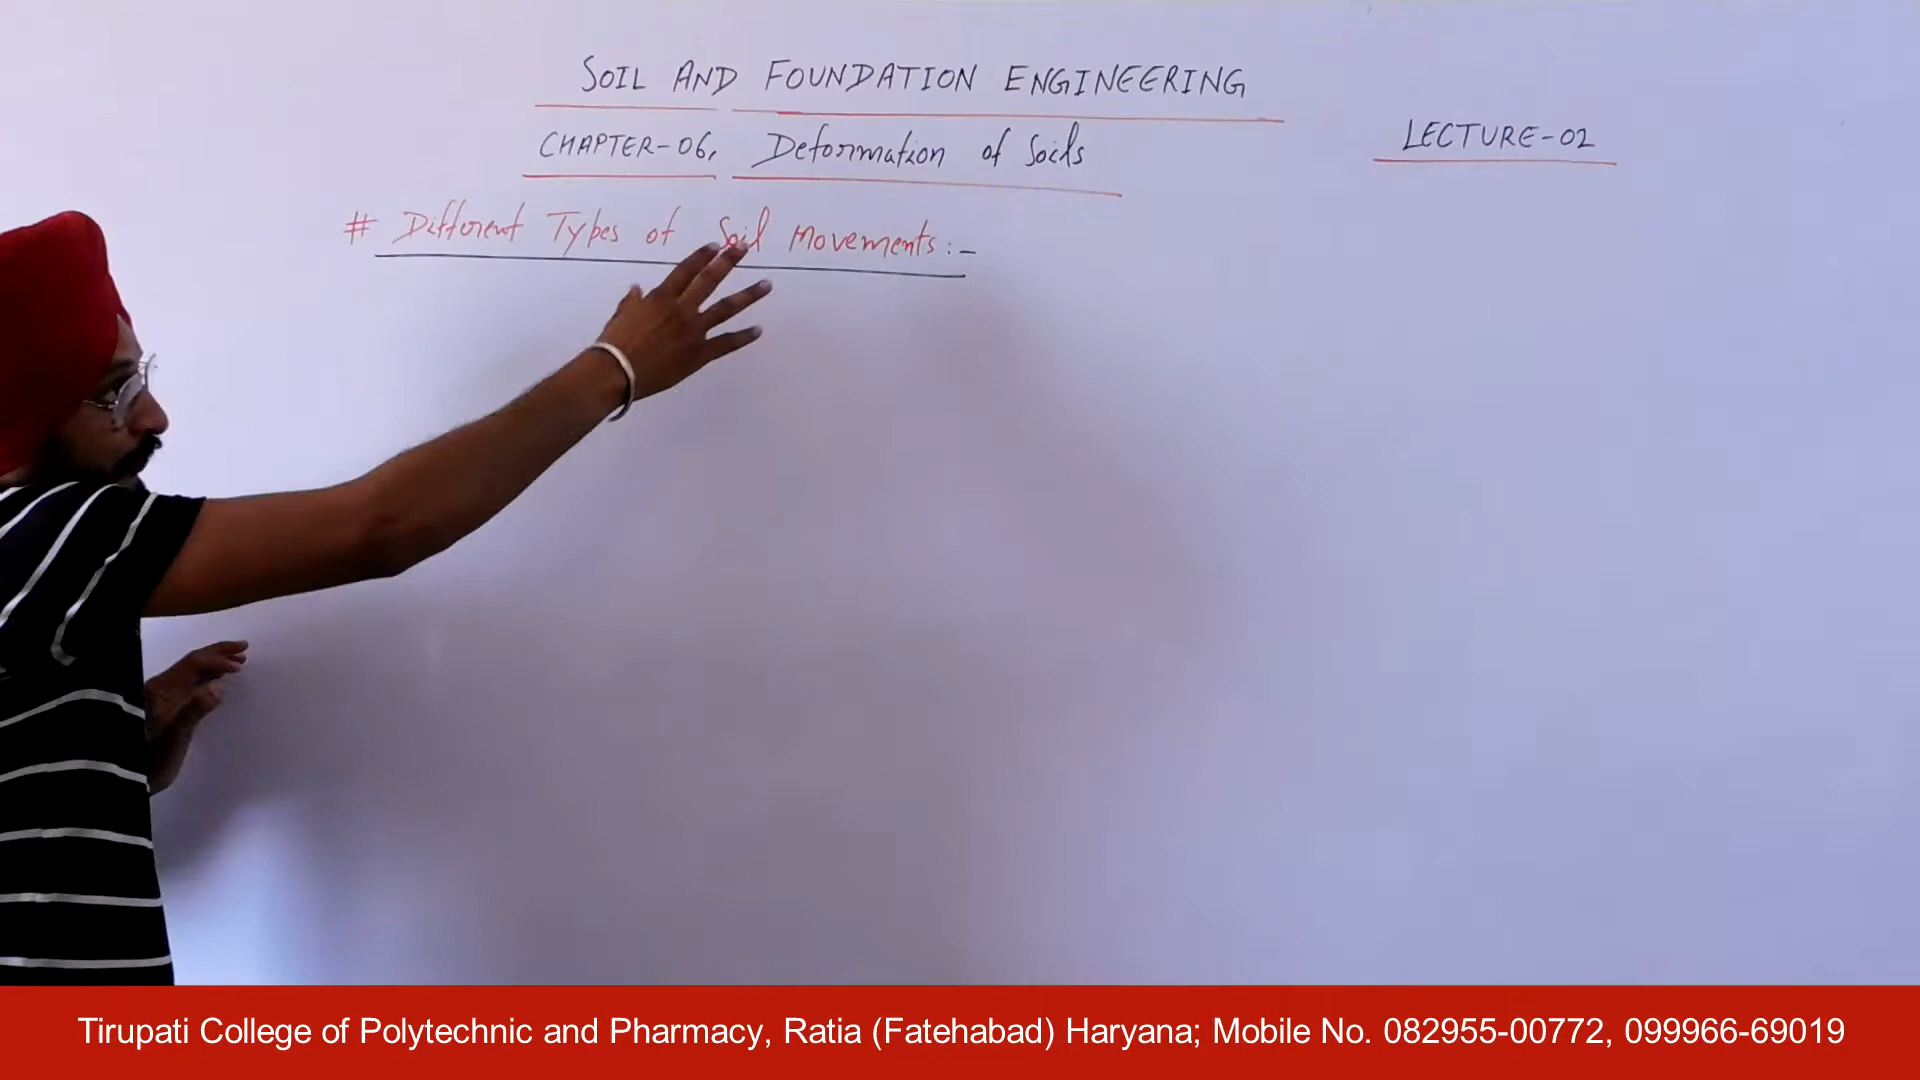 SOIL AND FOUNDATION ENGINEERING
CHAPTER-06, Deformation of Soils
LECTURE-02
# Different Types of Soil Movements:-
Tirupati College of Polytechnic and Pharmacy, Ratia (Fatehabad) Haryana; Mobile No. 082955-00772, 099966-69019